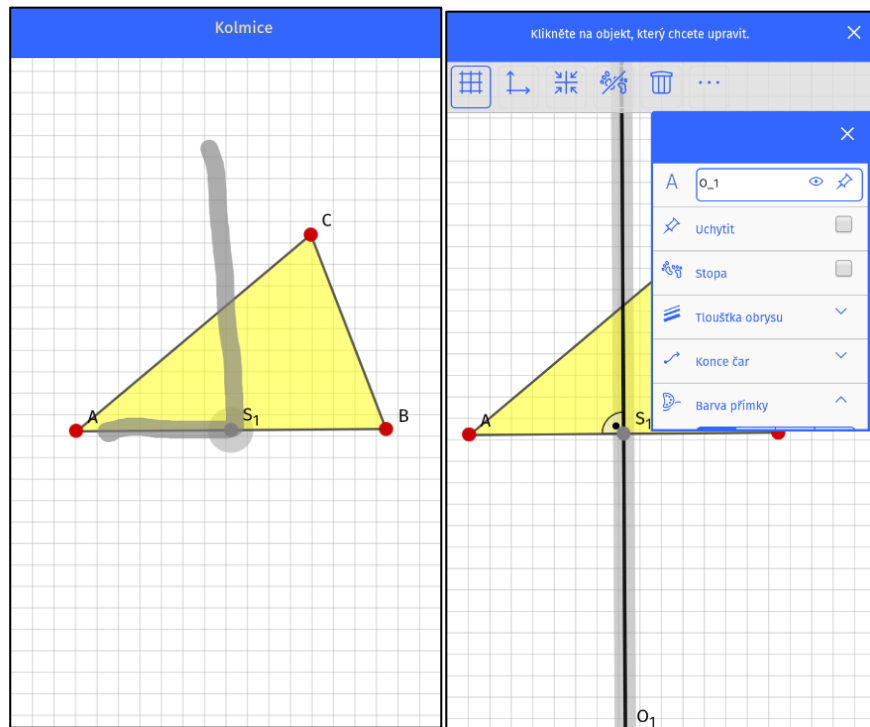 Kolmice
C
A
S1
B
Klikněte na objekt, který chcete upravit.
A O_1
Uchytit
Stopa
Tloušťka obrysu
Konce čar
Barva přímky
A
S1
O1